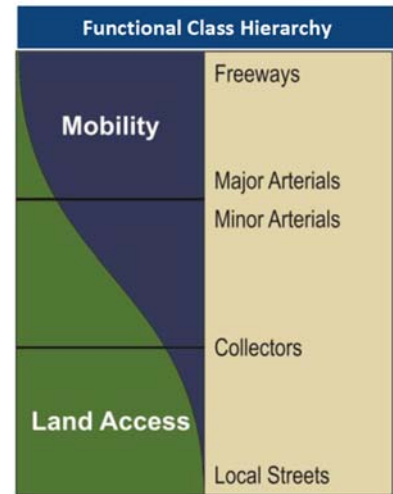 Functional Class Hierarchy
Freeways
Mobility
Major Arterials
Minor Arterials
Collectors
Land Access
Local Streets